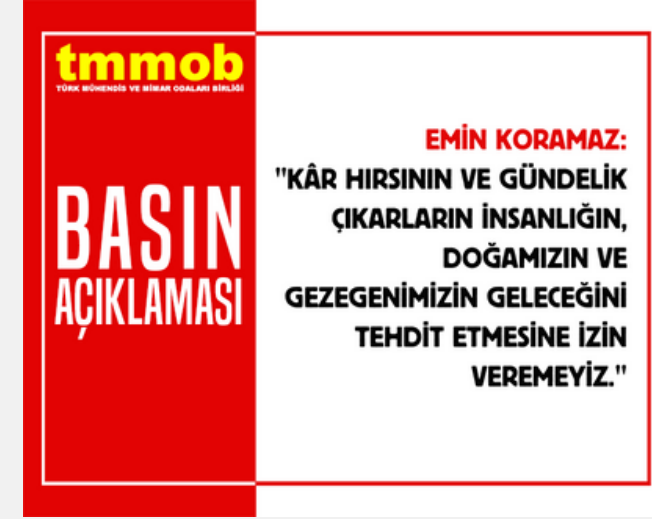 tmmob
TÜRK MÜHENDİS VE MİMAR ODALARI BİRLİĞİ
BASIN
AÇIKLAMASI
EMİN KORAMAZ:
"KÂR HIRSININ VE GÜNDELİK
ÇIKARLARIN İNSANLIĞIN,
DOĞAMIZIN VE
GEZEGENİMİZİN GELECEĞİNİ
TEHDİT ETMESİNE İZİN
VEREMEYİZ."